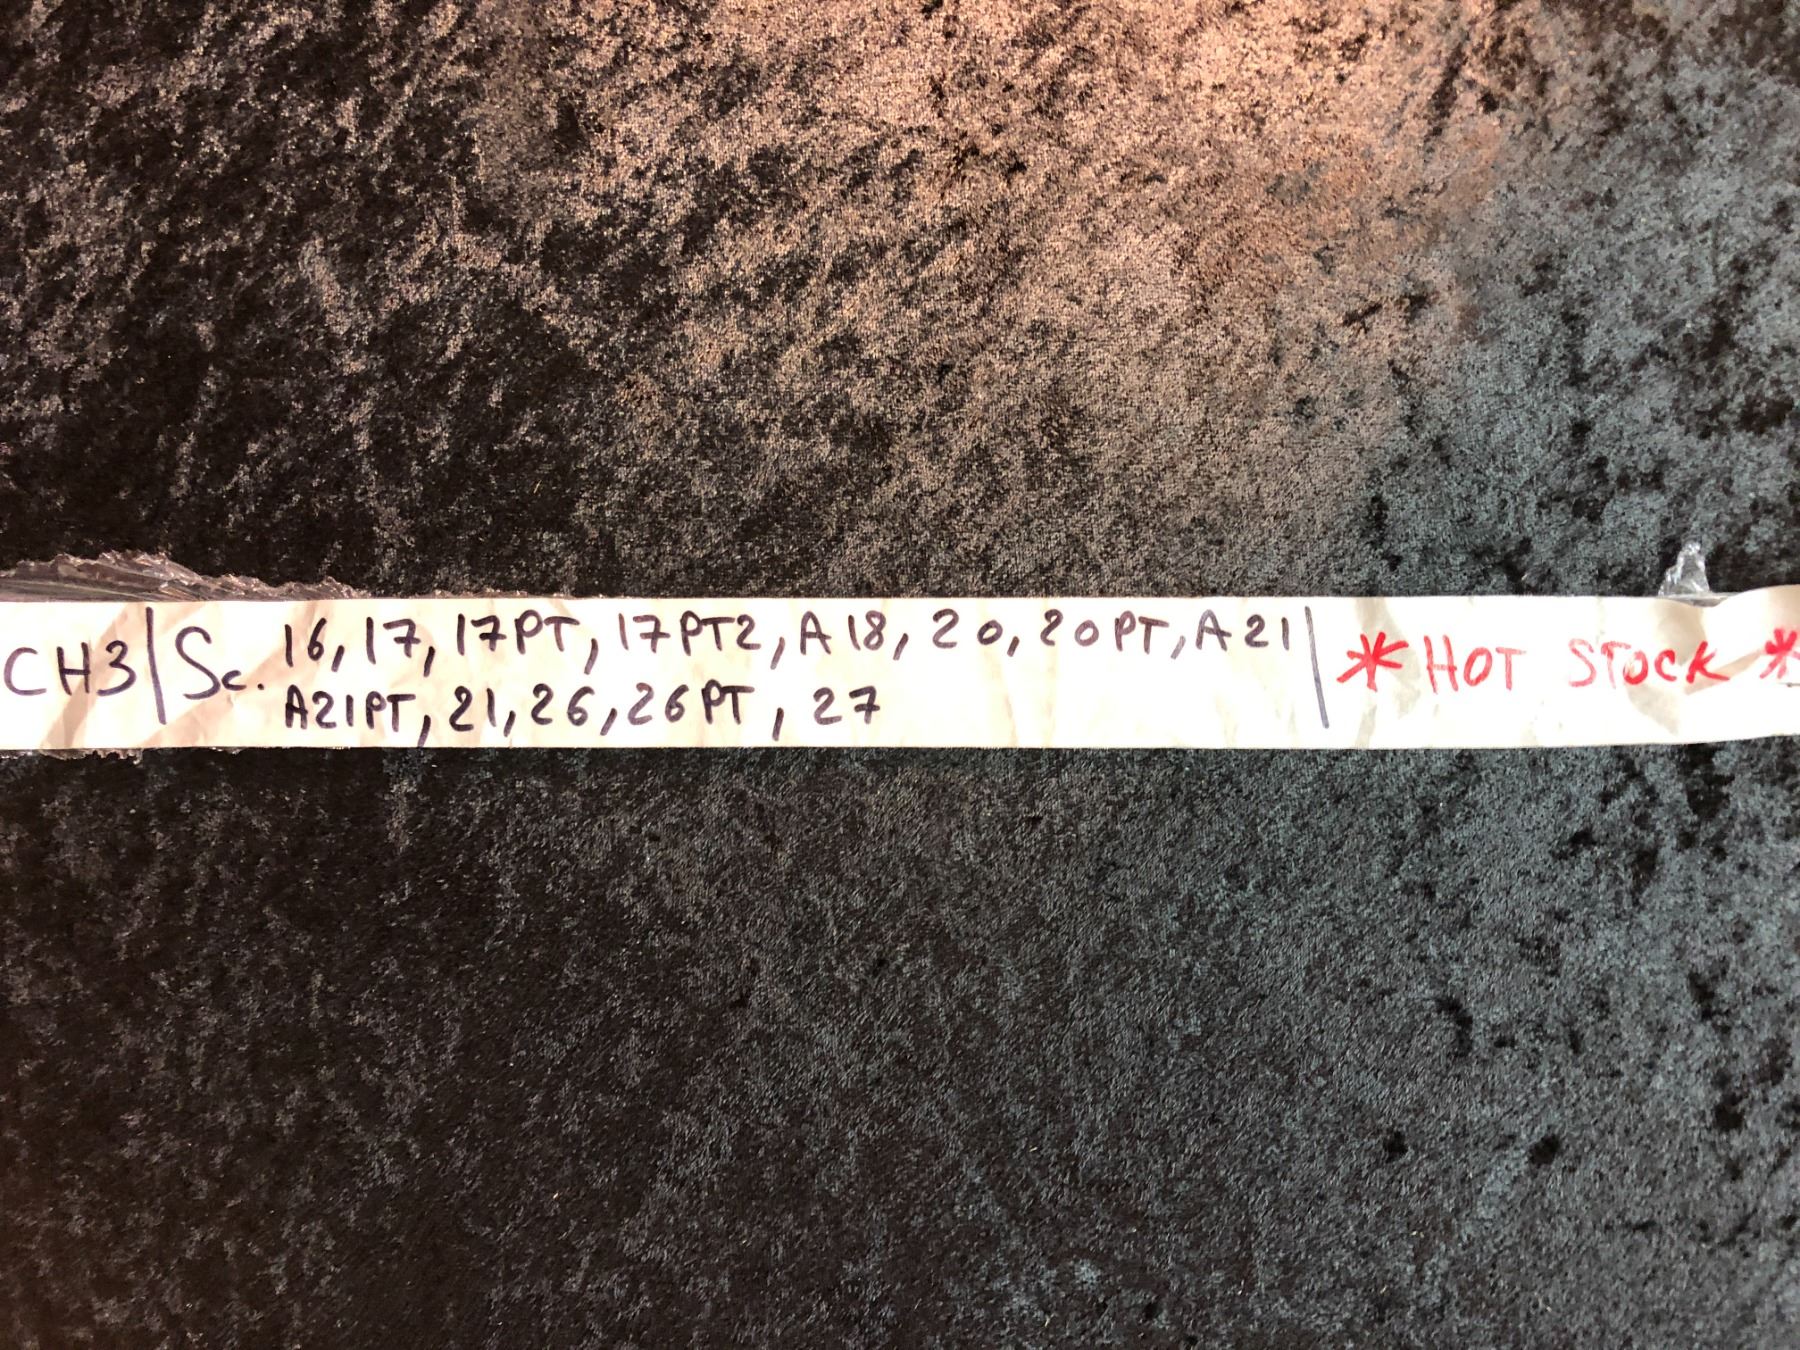 CH3 | Sc. 16, 17, 17PT, 17PT2, A18, 20, 20PT, A21 | * HOT STOCK *
A21PT, 21, 26, 26PT, 27